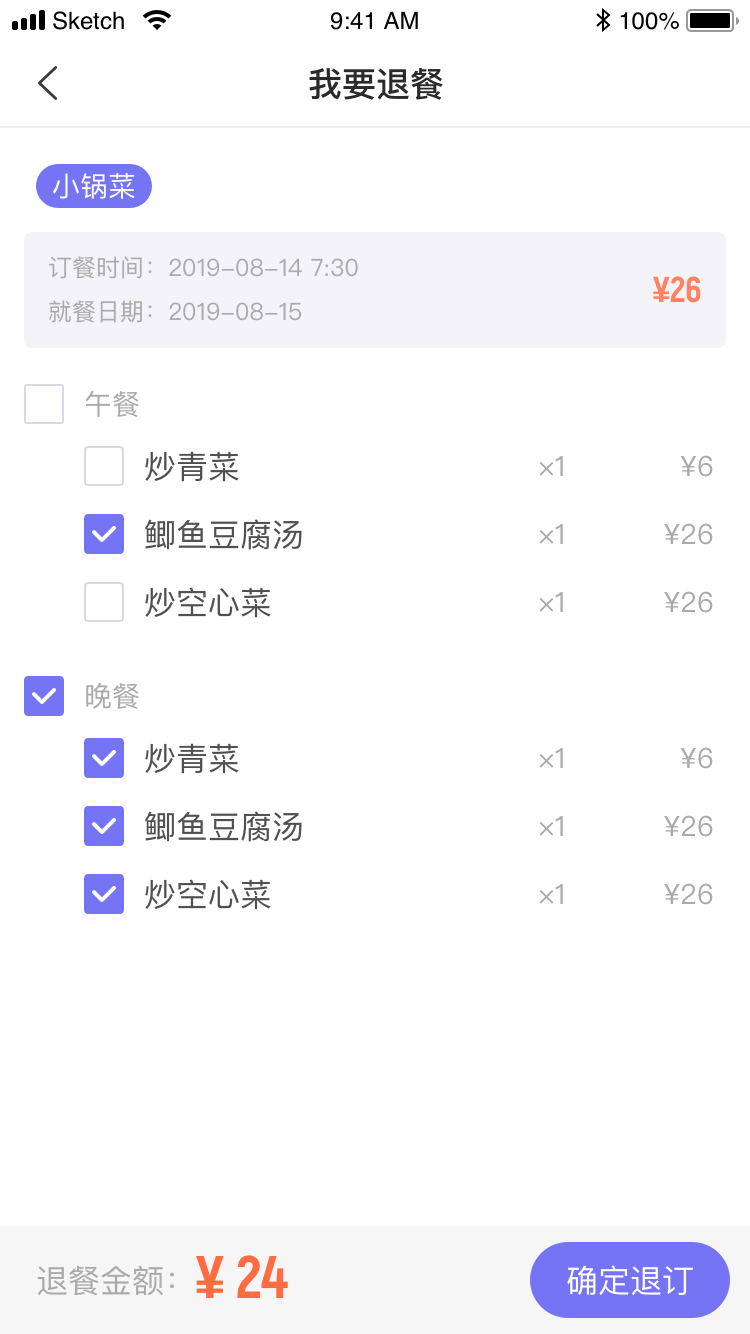 Sketch 9:41 AM 100%
我要退餐
小锅菜
订餐时间：2019-08-14 7:30
就餐日期：2019-08-15
¥26
午餐
炒青菜 ×1 ¥6
鲫鱼豆腐汤 ×1 ¥26
炒空心菜 ×1 ¥26
晚餐
炒青菜 ×1 ¥6
鲫鱼豆腐汤 ×1 ¥26
炒空心菜 ×1 ¥26
退餐金额：¥ 24 确定退订